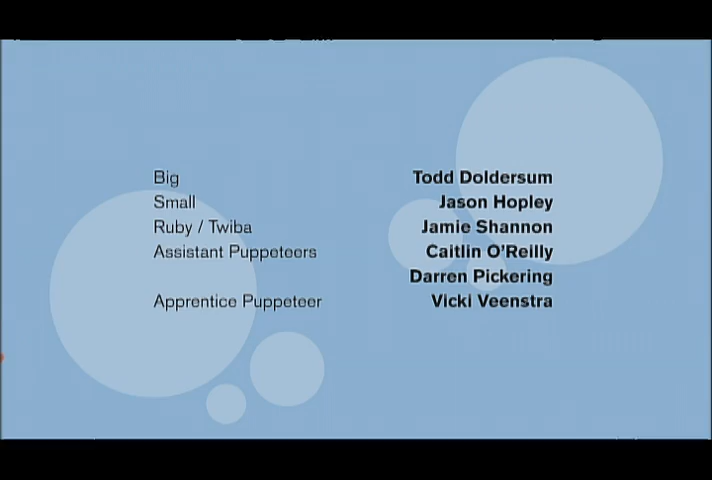 Big Todd Doldersum
Small Jason Hopley
Ruby / Twiba Jamie Shannon
Assistant Puppeteers Caitlin O'Reilly
Darren Pickering
Apprentice Puppeteer Vicki Veenstra